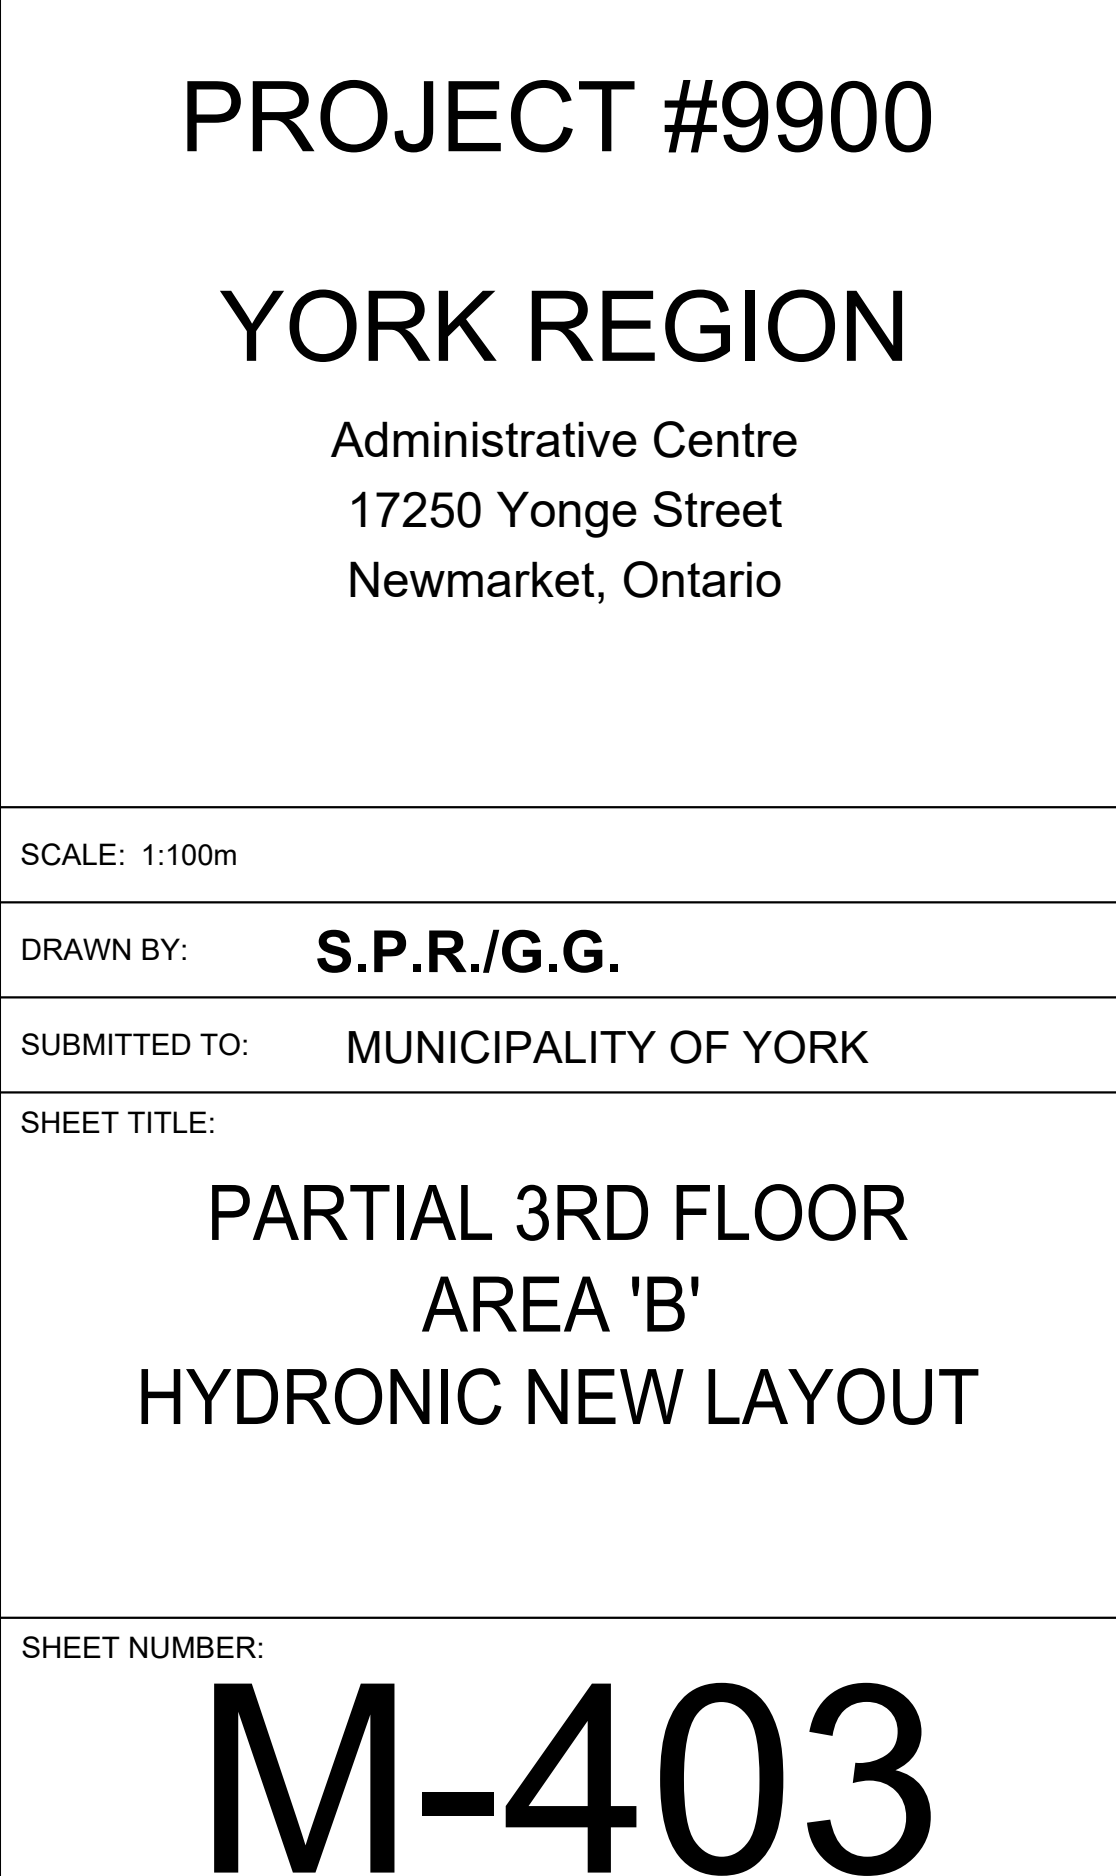 PROJECT #9900
YORK REGION
Administrative Centre
17250 Yonge Street
Newmarket, Ontario
SCALE: 1:100m
DRAWN BY: S.P.R./G.G.
SUBMITTED TO: MUNICIPALITY OF YORK
SHEET TITLE:
PARTIAL 3RD FLOOR
AREA 'B'
HYDRONIC NEW LAYOUT
SHEET NUMBER:
M-403